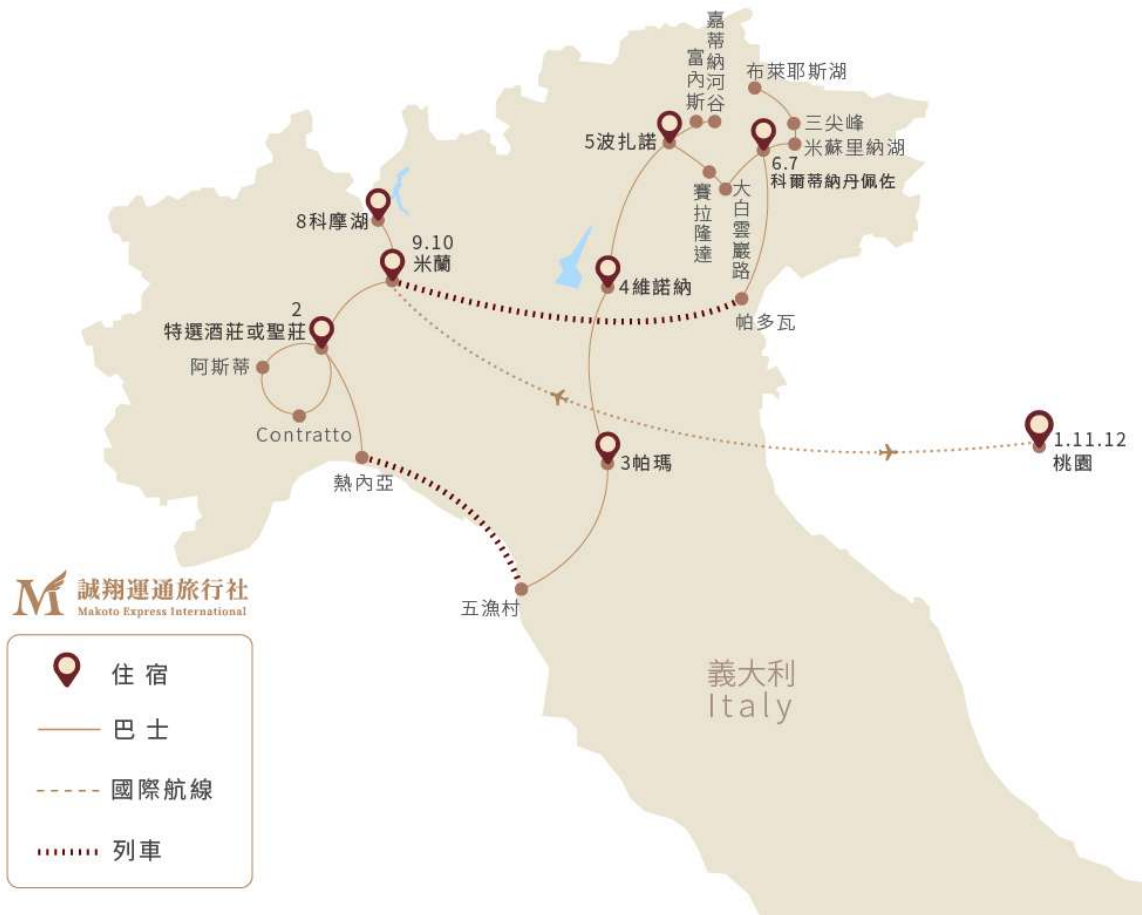 嘉蒂納河谷
富內斯
布萊耶斯湖
三尖峰
米蘇里納湖
5波扎諾
6.7
科爾蒂納丹佩佐
賽拉隆達
大白雲巖路
8科摩湖
9.10
米蘭
4維諾納
帕多瓦
2
特選酒莊或聖莊
阿斯蒂
Contratto
熱內亞
3帕瑪
1.11.12
桃園
五漁村
M 誠翔運通旅行社
Makoto Express International
住宿
巴士
國際航線
列車
義大利
Italy